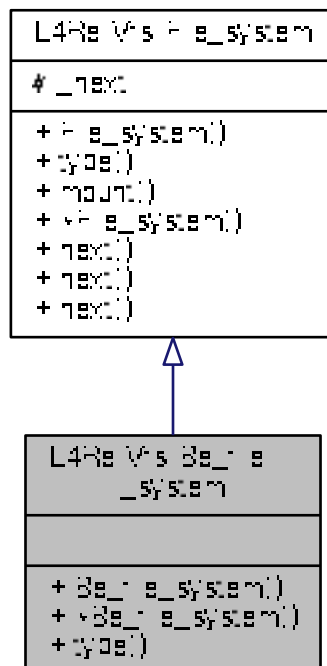 L4Re::Vfs::File_system
# _next
+ File_system()
+ type()
+ mount()
+ ~File_system()
+ next()
+ next()
+ next()
L4Re::Vfs::Be_file
_system
+ Be_file_system()
+ ~Be_file_system()
+ type()